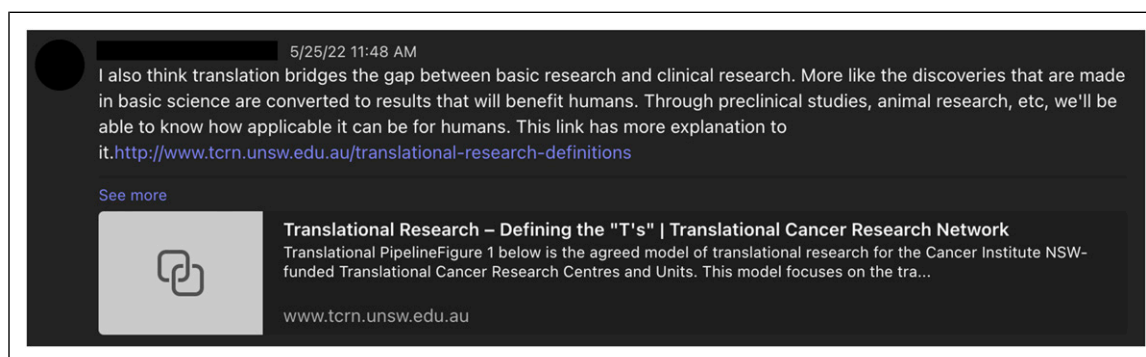 5/25/22 11:48 AM
I also think translation bridges the gap between basic research and clinical research. More like the discoveries that are made
in basic science are converted to results that will benefit humans. Through preclinical studies, animal research, etc, we'll be
able to know how applicable it can be for humans. This link has more explanation to
it.http://www.tcrn.unsw.edu.au/translational-research-definitions
See more
Translational Research – Defining the "T's" | Translational Cancer Research Network
Translational PipelineFigure 1 below is the agreed model of translational research for the Cancer Institute NSW-
funded Translational Cancer Research Centres and Units. This model focuses on the tra...
www.tcrn.unsw.edu.au